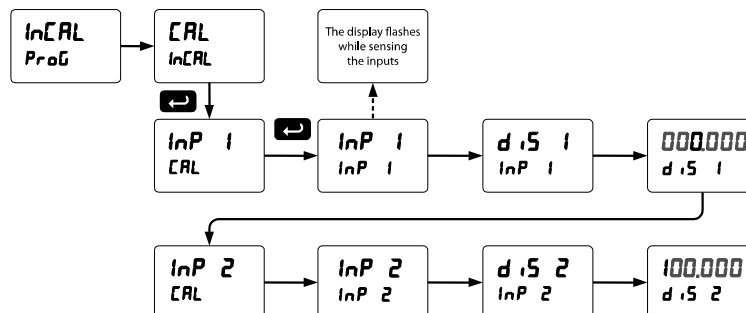 InCAL
ProG
CAL
InCAL
The display flashes
while sensing
the inputs
InP 1
CAL
InP 1
InP 1
diS 1
InP 1
000.000
diS 1
InP 2
CAL
InP 2
InP 2
diS 2
InP 2
100.000
diS 2